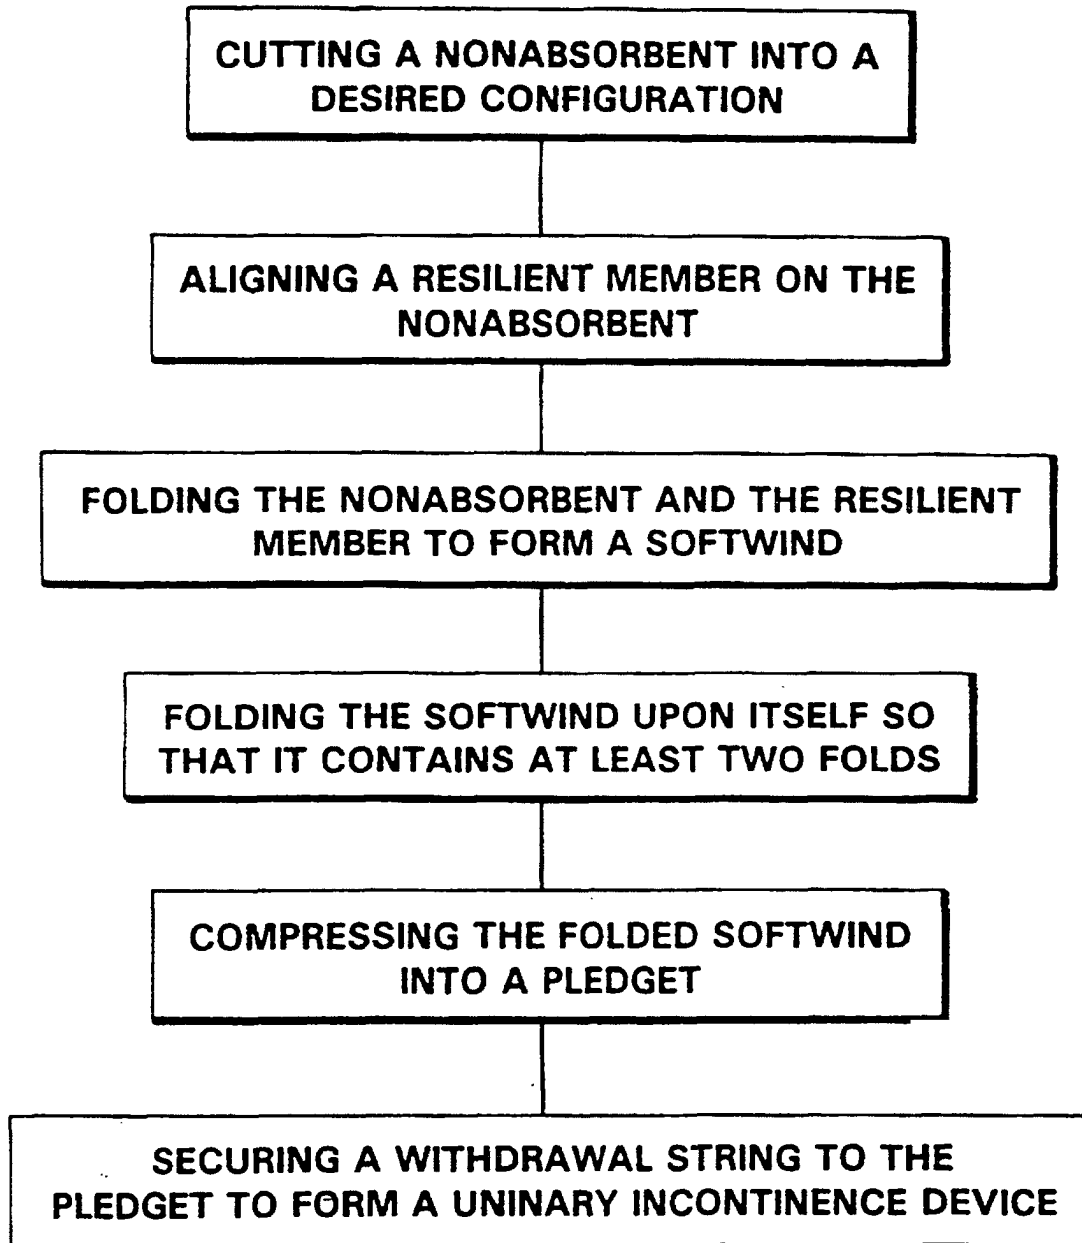 CUTTING A NONABSORBENT INTO A
DESIRED CONFIGURATION
ALIGNING A RESILIENT MEMBER ON THE
NONABSORBENT
FOLDING THE NONABSORBENT AND THE RESILIENT
MEMBER TO FORM A SOFTWIND
FOLDING THE SOFTWIND UPON ITSELF SO
THAT IT CONTAINS AT LEAST TWO FOLDS
COMPRESSING THE FOLDED SOFTWIND
INTO A PLEDGET
SECURING A WITHDRAWAL STRING TO THE
PLEDGET TO FORM A UNINARY INCONTINENCE DEVICE